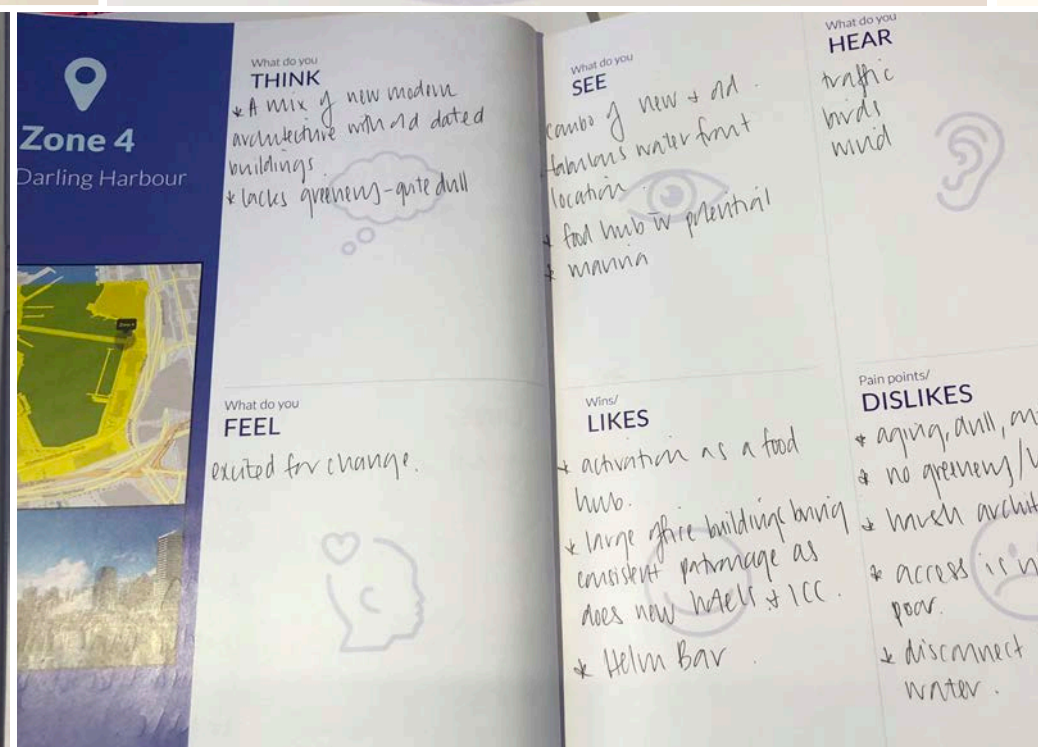 Zone 4
Darling Harbour
What do you
THINK
* A mix of new modern
architecture with old dated
buildings
* lacks greenery - quite dull
What do you
FEEL
excited for change.
What do you
SEE
combo of new + old.
fabulous water front
location.
* food hub w potential
* marina
What do you
HEAR
traffic
birds
wind
Wins/
LIKES
* activation as a food
hub.
* large office buildings bring
consistent patronage as
does new hotels + ICC.
* Helm Bar
Pain points/
DISLIKES
* aging, dull,
* no greenery/
* harsh
* access is
poor.
* disconnect
water.